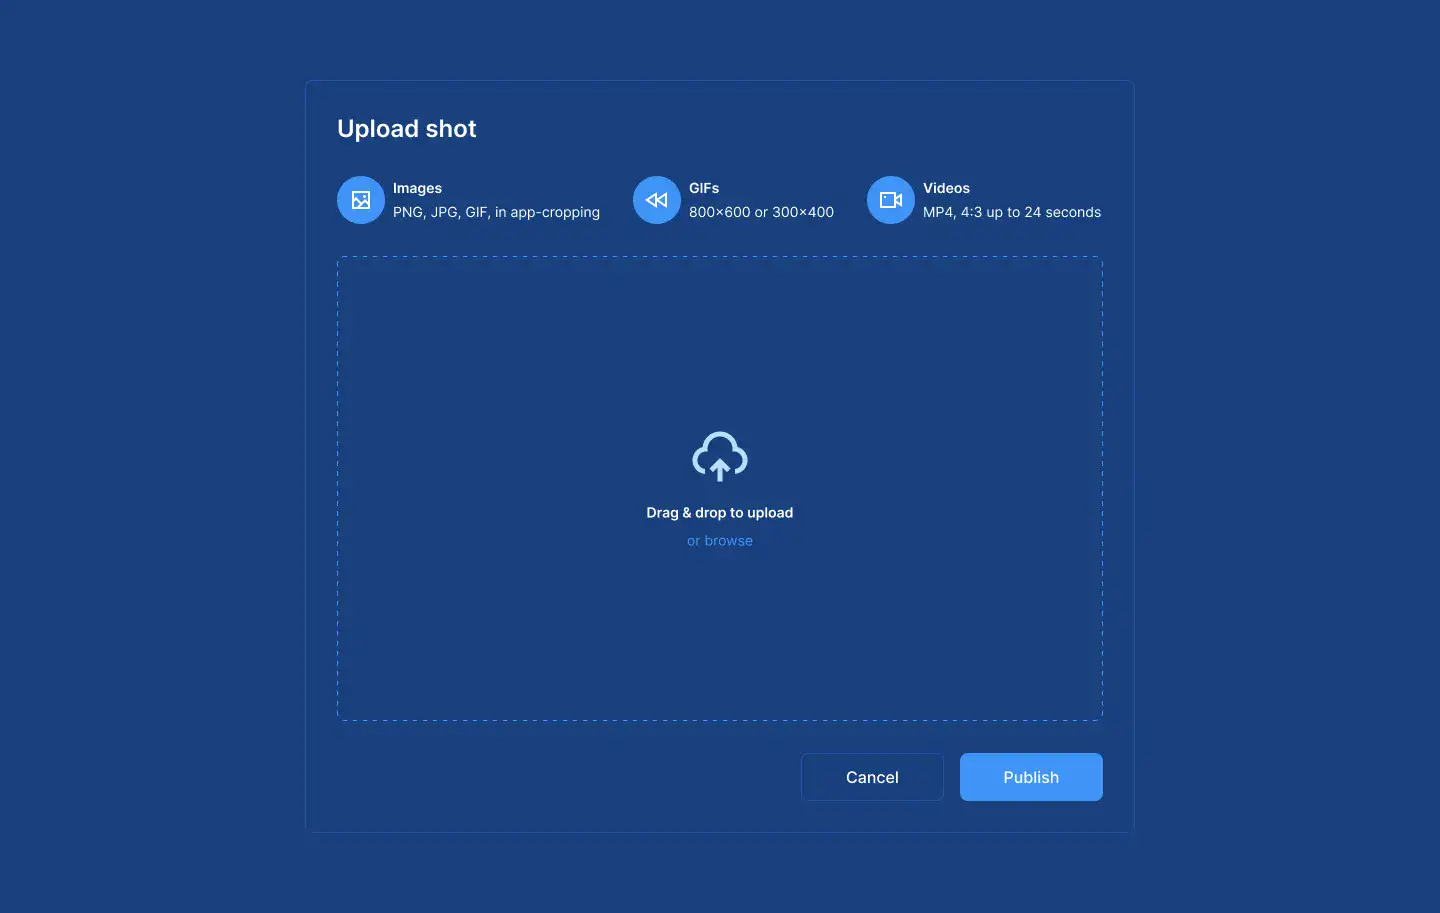 Upload shot
Images
PNG, JPG, GIF, in app-cropping
GIFs
800×600 or 300×400
Videos
MP4, 4:3 up to 24 seconds
Drag & drop to upload
or browse
Cancel
Publish